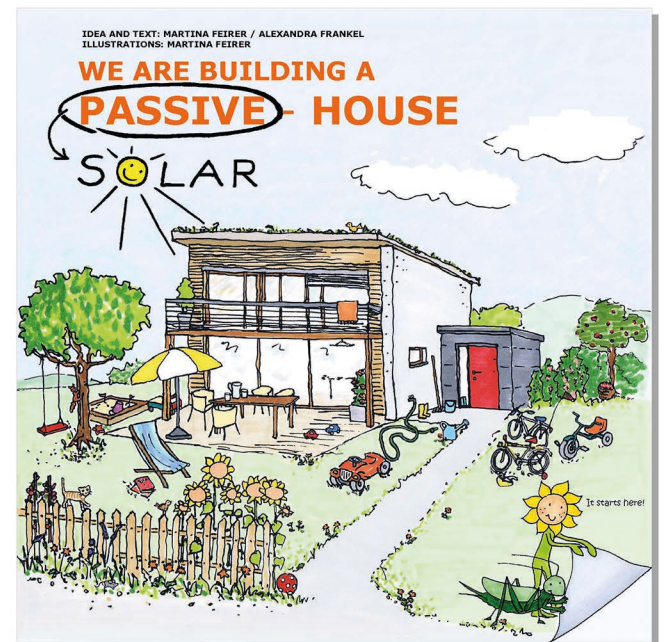 IDEA AND TEXT: MARTINA FEIRER / ALEXANDRA FRANKEL
ILLUSTRATIONS: MARTINA FEIRER
WE ARE BUILDING A
PASSIVE - HOUSE
SOLAR
It starts here!